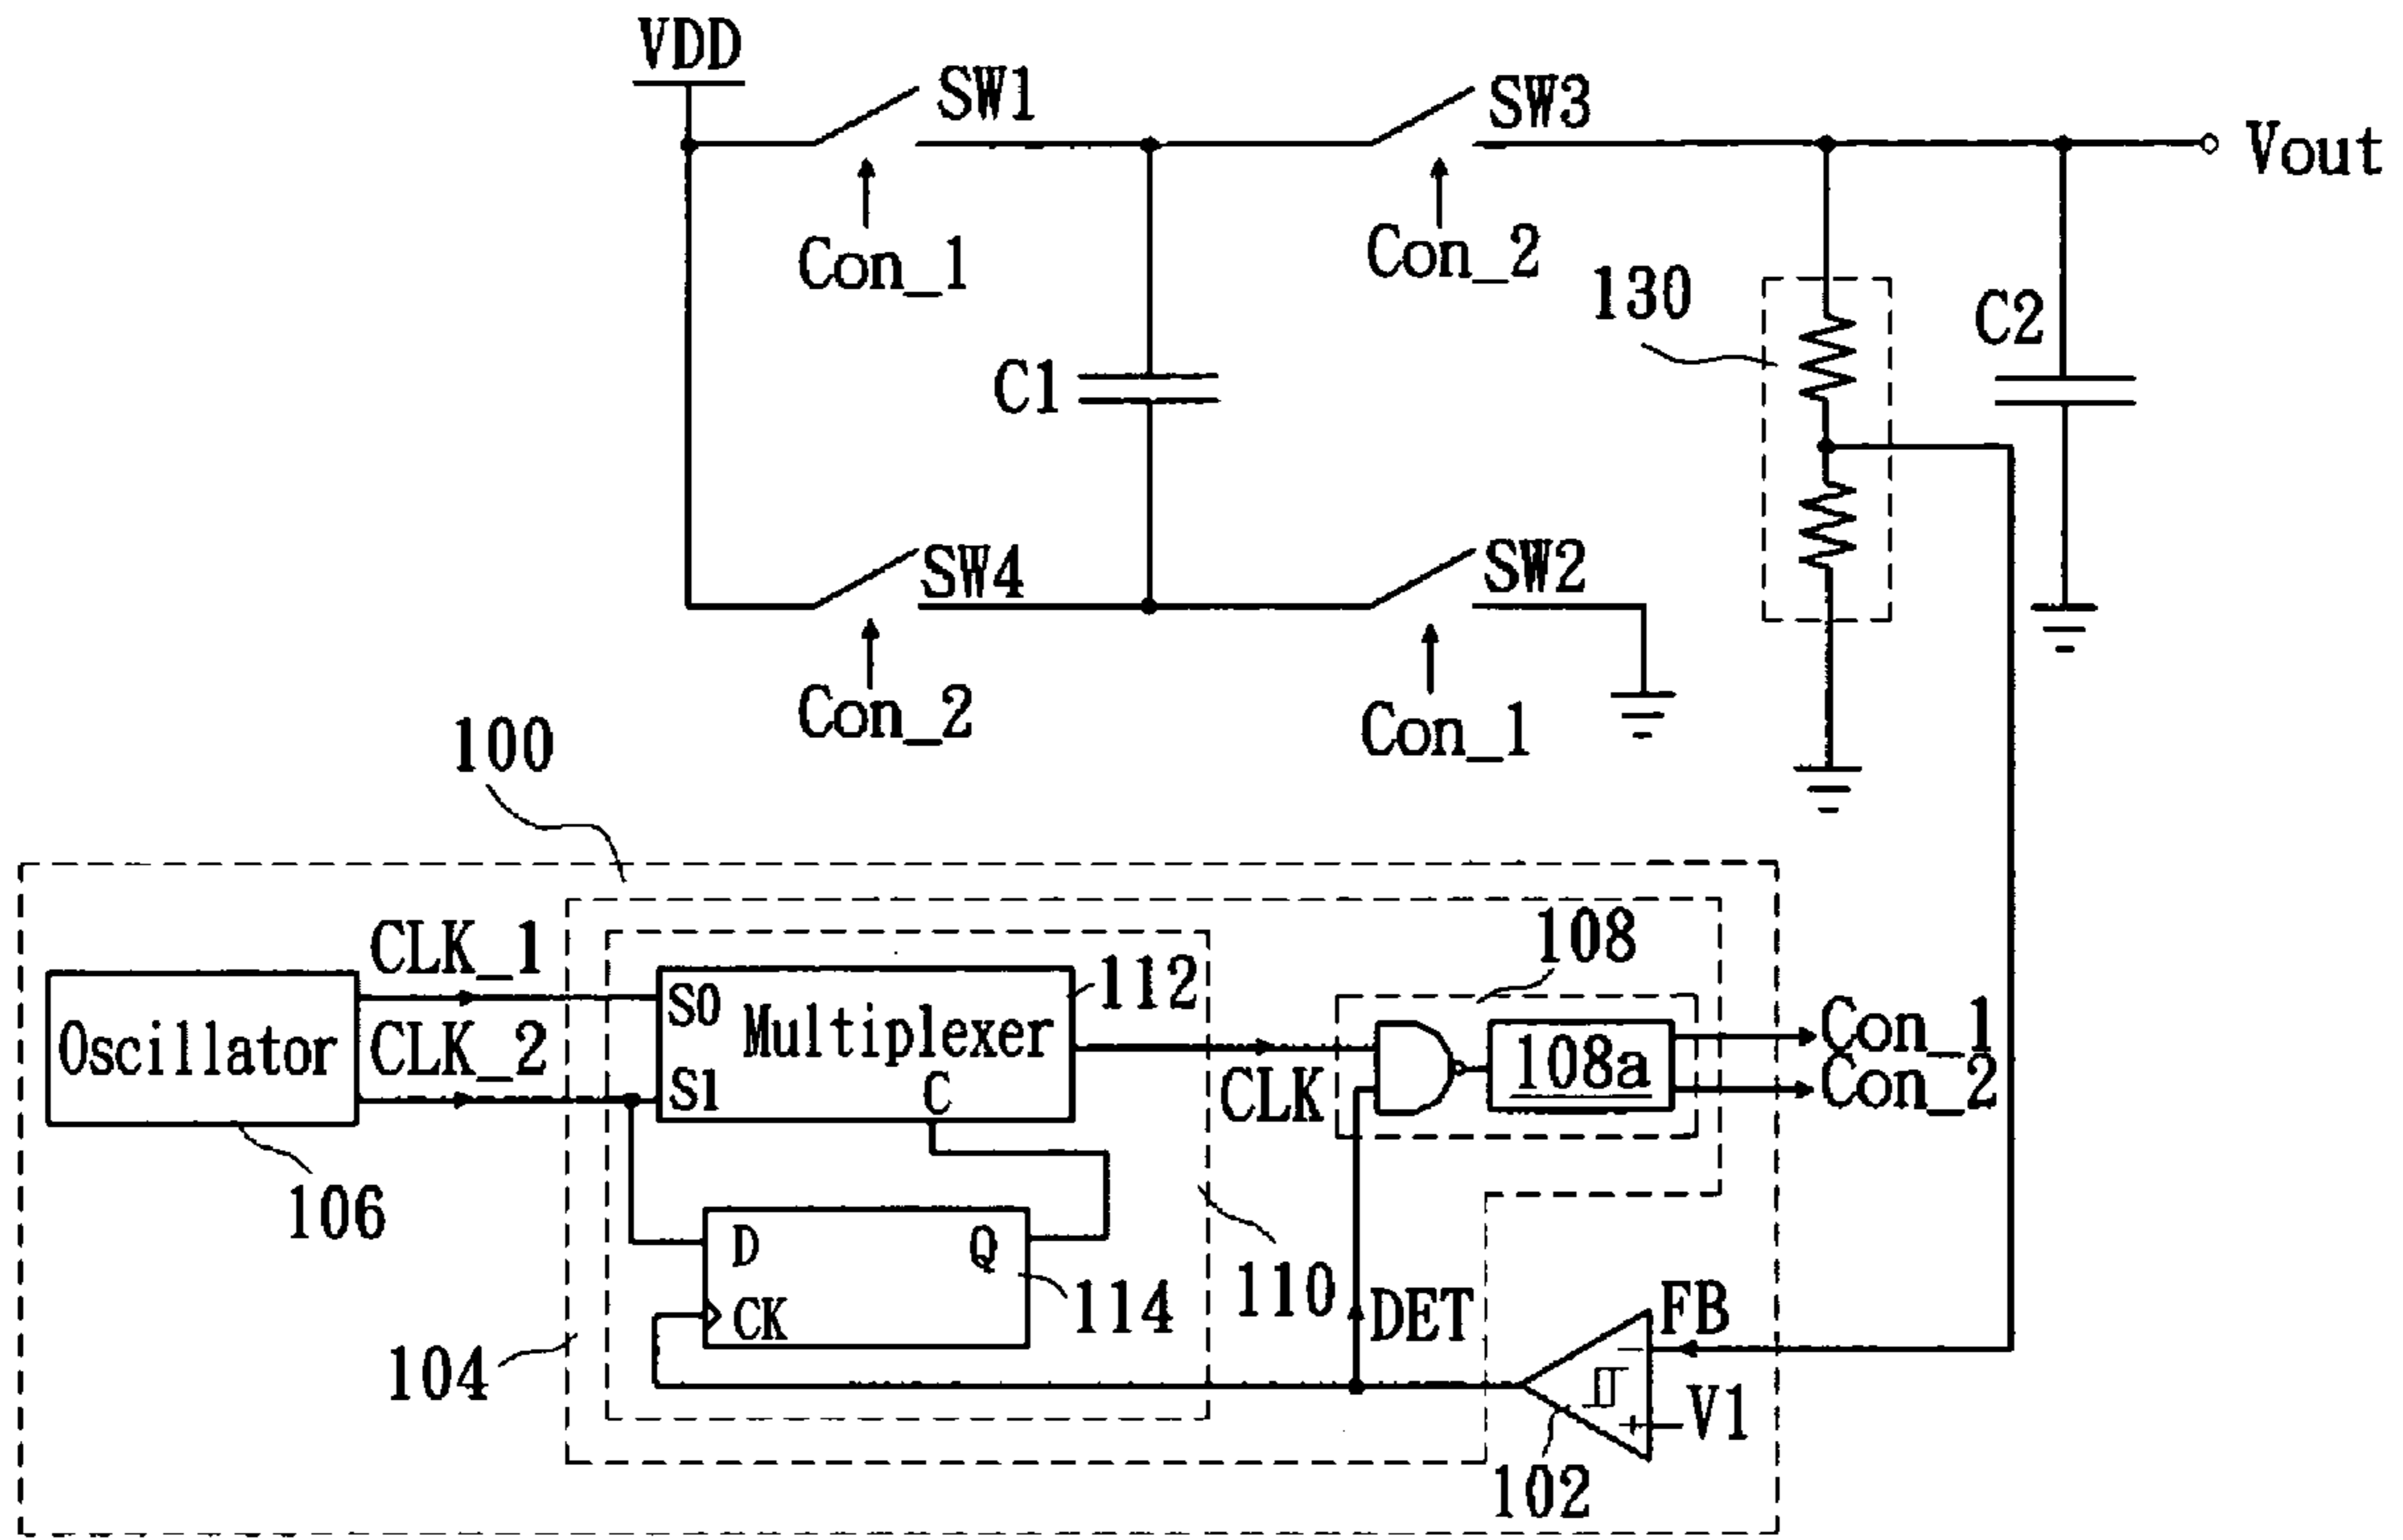 VDD
SW1
SW3
Vout
Con_1
Con_2
130
C2
C1
SW4
SW2
Con_2
Con_1
100
CLK_1
108
Oscillator
S0
Multiplexer
112
Con_1
CLK_2
S1
C
CLK
108a
Con_2
106
D
Q
110
114
CK
DET
FB
104
−
+
V1
102